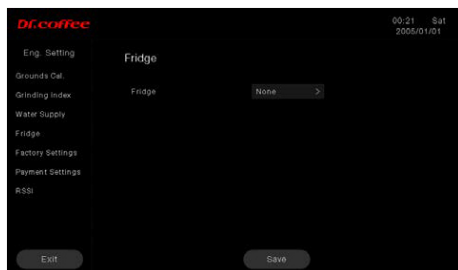 Dr.coffee
00:21 Sat
2005/01/01
Eng. Setting
Grounds Cal.
Grinding Index
Water Supply
Fridge
Factory Settings
Payment Settings
RSSI
Exit
Fridge
Fridge None >
Save